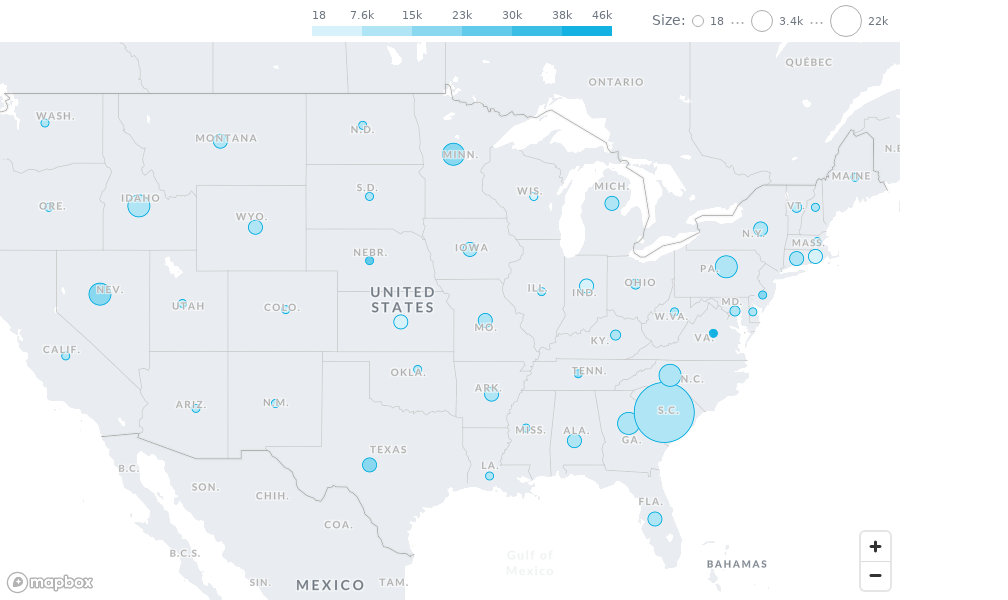 18 7.6k 15k 23k 30k 38k 46k
Size: 18 ... 3.4k ... 22k
QUÉBEC
ONTARIO
WASH.
N.D.
MONTANA
MINN.
N.B
MAINE
ORE.
IDAHO
S.D.
WIS.
MICH.
VT.
WYO.
N.Y.
MASS.
NEBR.
IOWA
PA.
NEV.
UTAH
COLO.
UNITED
STATES
ILL.
IND.
OHIO
MD.
W.VA.
CALIF.
MO.
KY.
VA.
OKLA.
TENN.
N.C.
ARIZ.
N.M.
ARK.
S.C.
MISS.
ALA.
GA.
TEXAS
B.C.
SON.
CHIH.
LA.
FLA.
COA.
B.C.S.
Gulf of
Mexico
BAHAMAS
SIN.
MEXICO
TAM.
mapbox
+
−